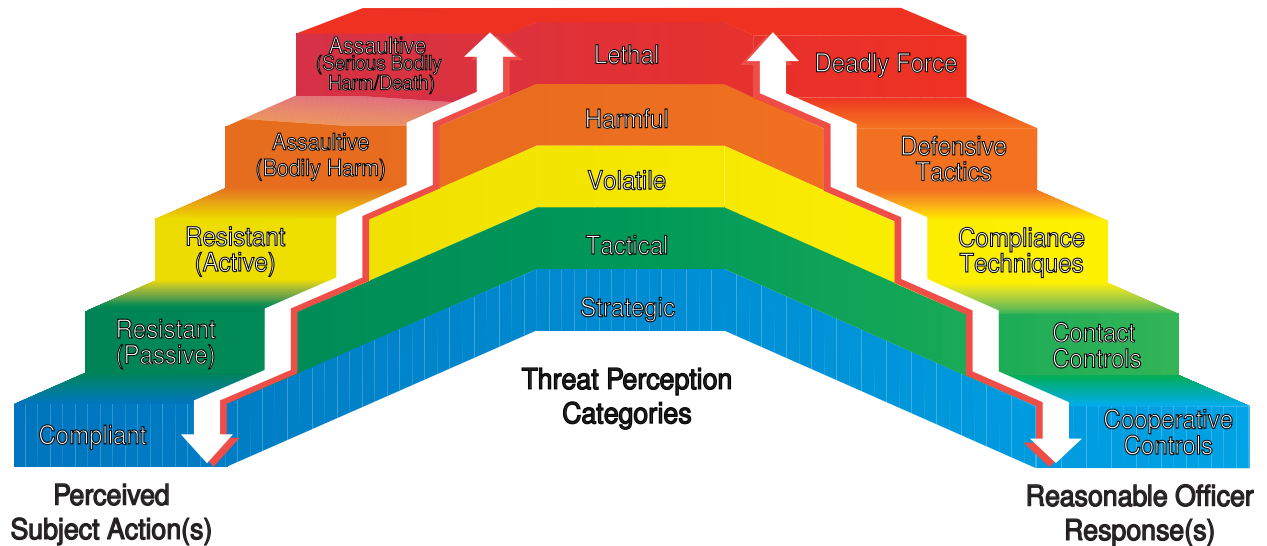 Assaultive
(Serious Bodily
Harm/Death)
Lethal
Deadly Force
Assaultive
(Bodily Harm)
Harmful
Defensive
Tactics
Resistant
(Active)
Volatile
Compliance
Techniques
Resistant
(Passive)
Tactical
Contact
Controls
Compliant
Strategic
Cooperative
Controls
Threat Perception
Categories
Perceived
Subject Action(s)
Reasonable Officer
Response(s)